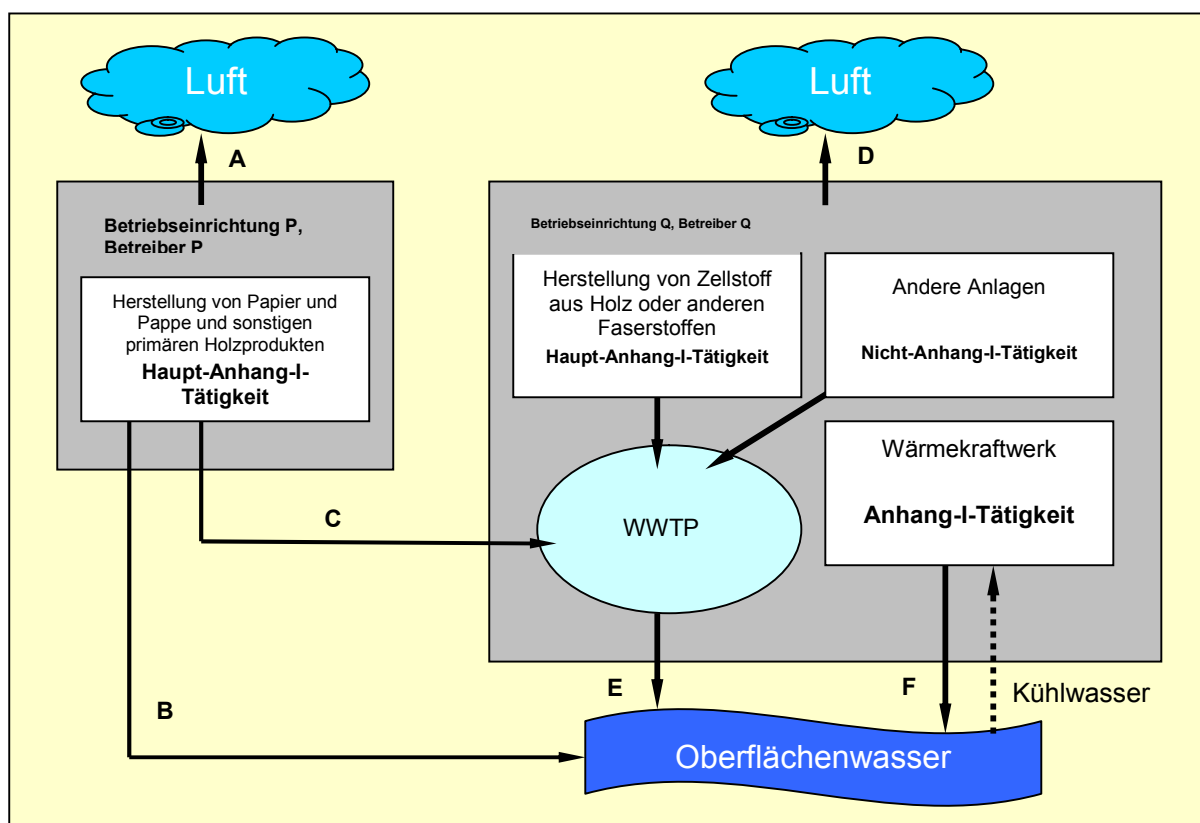 Luft
Luft
A
D
Betriebseinrichtung P,
Betreiber P
Herstellung von Papier und
Pappe und sonstigen
primären Holzprodukten
Haupt-Anhang-I-
Tätigkeit
Betriebseinrichtung Q, Betreiber Q
Herstellung von Zellstoff
aus Holz oder anderen
Faserstoffen
Haupt-Anhang-I-Tätigkeit
Andere Anlagen
Nicht-Anhang-I-Tätigkeit
Wärmekraftwerk
Anhang-I-Tätigkeit
C
WWTP
E
F
Kühlwasser
B
Oberflächenwasser